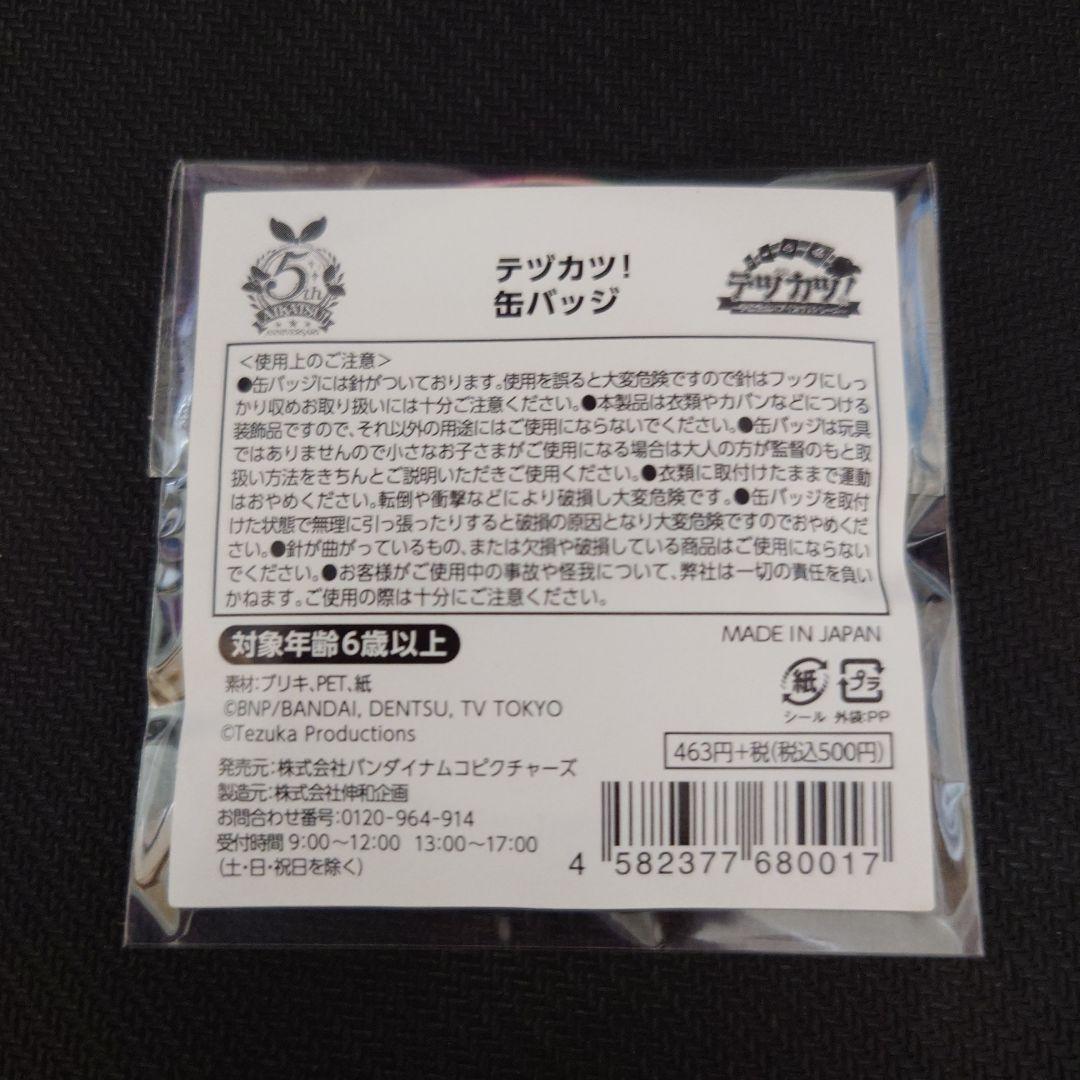 5th
AIKATSU!
ANNIVERSARY
テヅカツ!
缶バッジ
テヅカツ!
<使用上のご注意>
●缶バッジには針がついております。使用を誤ると大変危険ですので針はフックにしっ
かり収めお取り扱いには十分ご注意ください。●本製品は衣類やカバンなどにつける
装飾品ですので、それ以外の用途にはご使用にならないでください。●缶バッジは玩具
ではありませんので小さなお子さまがご使用になる場合は大人の方が監督のもと取
扱い方法をきちんとご説明いただきご使用ください。●衣類に取付けたままで運動
はおやめください。転倒や衝撃などにより破損し大変危険です。●缶バッジを取付
けた状態で無理に引っ張ったりすると破損の原因となり大変危険ですのでおやめくだ
さい。●針が曲がっているもの、または欠損や破損している商品はご使用にならない
でください。●お客様がご使用中の事故や怪我について、弊社は一切の責任を負い
かねます。ご使用の際は十分にご注意ください。
対象年齢6歳以上
MADE IN JAPAN
素材:ブリキ、PET、紙
©BNP/BANDAI, DENTSU, TV TOKYO
©Tezuka Productions
紙
プラ
シール 外袋:PP
463円+税(税込500円)
発売元:株式会社バンダイナムコピクチャーズ
製造元:株式会社伸和企画
お問合わせ番号:0120-964-914
受付時間 9:00〜12:00 13:00〜17:00
(土・日・祝日を除く)
4 582377 680017